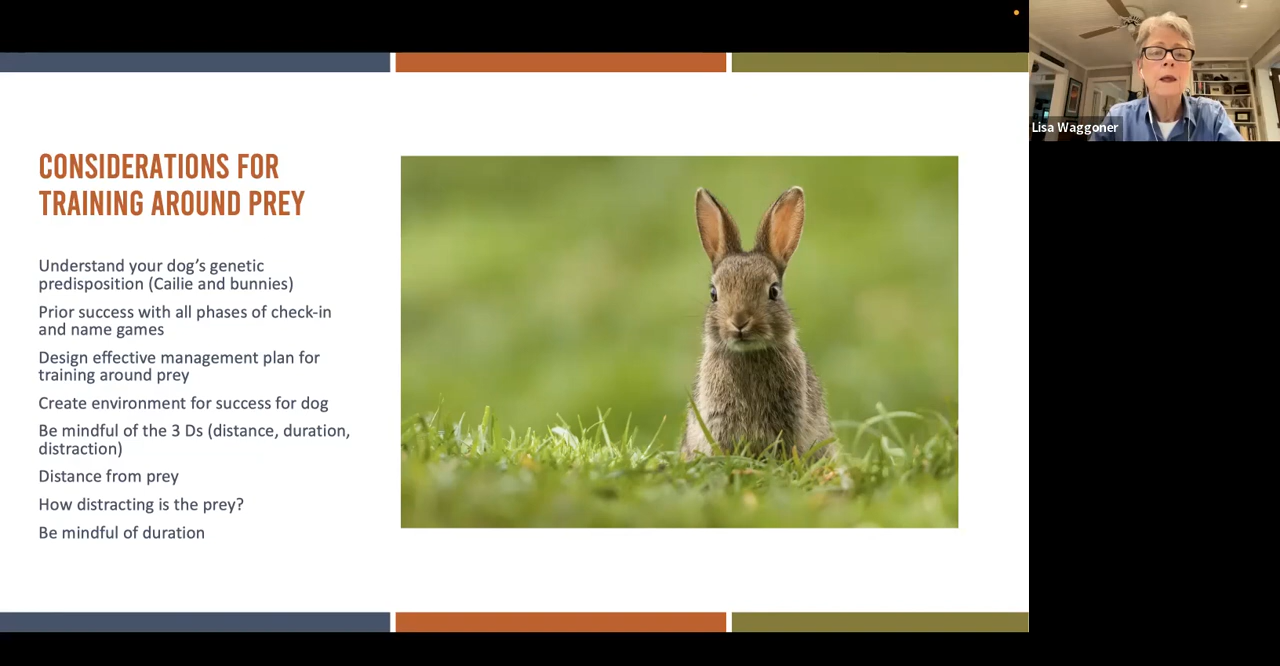 CONSIDERATIONS FOR
TRAINING AROUND PREY
Understand your dog’s genetic
predisposition (Cailie and bunnies)
Prior success with all phases of check-in
and name games
Design effective management plan for
training around prey
Create environment for success for dog
Be mindful of the 3 Ds (distance, duration,
distraction)
Distance from prey
How distracting is the prey?
Be mindful of duration
Lisa Waggoner